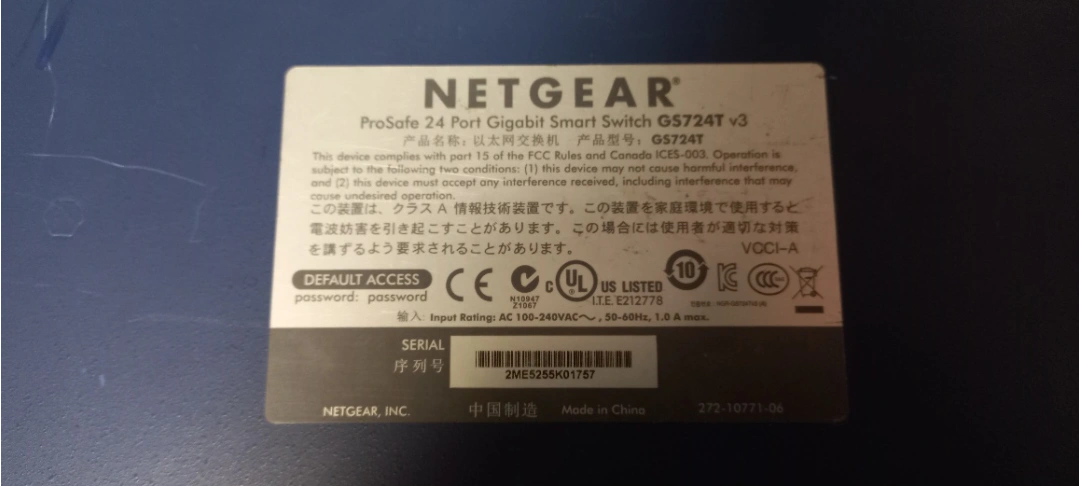 NETGEAR®
ProSafe 24 Port Gigabit Smart Switch GS724T v3
产品名称: 以太网交换机 产品型号: GS724T
This device complies with part 15 of the FCC Rules and Canada ICES-003. Operation is
subject to the following two conditions: (1) this device may not cause harmful interference,
and (2) this device must accept any interference received, including interference that may
cause undesired operation.
この装置は、クラス A 情報技術装置です。この装置を家庭環境で使用すると
電波妨害を引き起こすことがあります。この場合には使用者が適切な対策
を講ずるよう要求されることがあります。 VCCI-A
DEFAULT ACCESS
password: password
CE
N10947
Z1067
C UL US LISTED
I.T.E. E212778
10
CCC
输入: Input Rating: AC 100-240VAC～, 50-60Hz, 1.0 A max.
SERIAL
序列号
2ME5255K01757
NETGEAR, INC. 中国制造 Made in China 272-10771-06